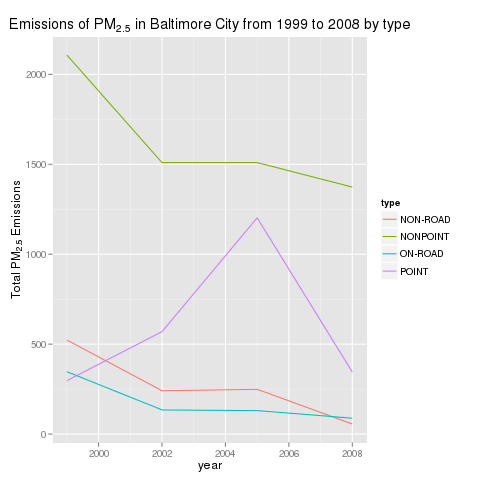 Emissions of PM2.5 in Baltimore City from 1999 to 2008 by type
Total PM2.5 Emissions
2000
1500
1000
500
0
2000 2002 2004 2006 2008
year
type
NON-ROAD
NONPOINT
ON-ROAD
POINT